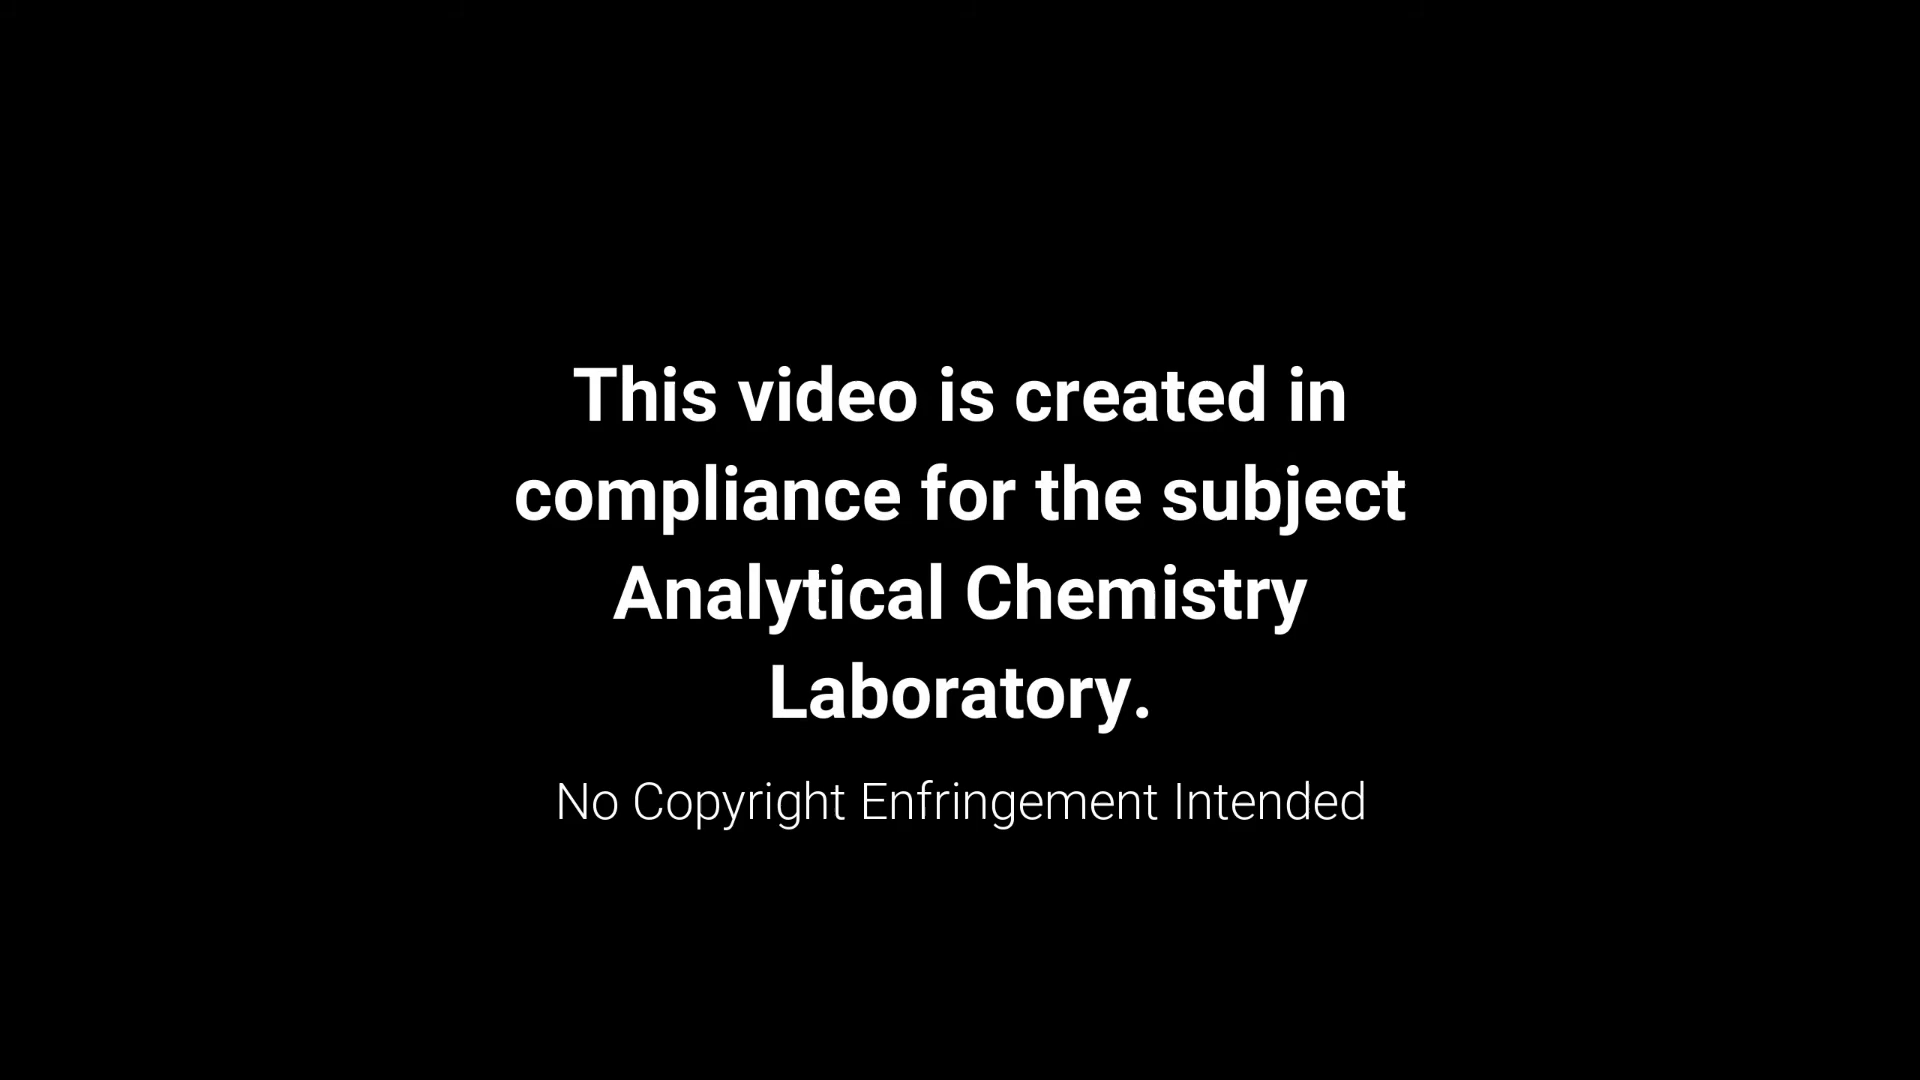 This video is created in
compliance for the subject
Analytical Chemistry
Laboratory.
No Copyright Enfringement Intended